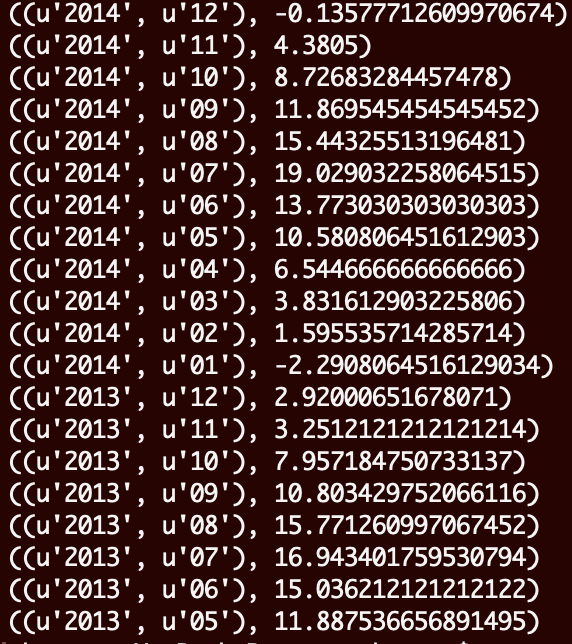 ((u'2014', u'12'), -0.13577712609970674)
((u'2014', u'11'), 4.3805)
((u'2014', u'10'), 8.72683284457478)
((u'2014', u'09'), 11.869545454545452)
((u'2014', u'08'), 15.44325513196481)
((u'2014', u'07'), 19.029032258064515)
((u'2014', u'06'), 13.773030303030303)
((u'2014', u'05'), 10.580806451612903)
((u'2014', u'04'), 6.544666666666666)
((u'2014', u'03'), 3.831612903225806)
((u'2014', u'02'), 1.595535714285714)
((u'2014', u'01'), -2.2908064516129034)
((u'2013', u'12'), 2.92000651678071)
((u'2013', u'11'), 3.2512121212121214)
((u'2013', u'10'), 7.957184750733137)
((u'2013', u'09'), 10.803429752066116)
((u'2013', u'08'), 15.771260997067452)
((u'2013', u'07'), 16.943401759530794)
((u'2013', u'06'), 15.036212121212122)
((u'2013', u'05'), 11.887536656891495)